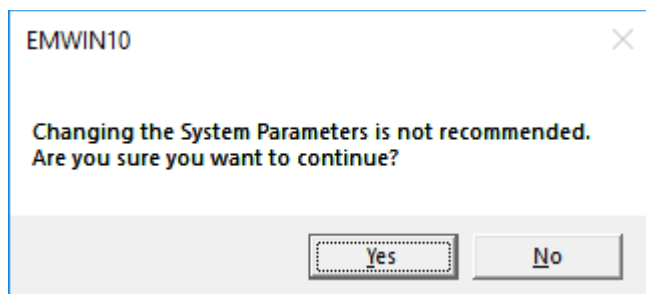 EMWIN10
Changing the System Parameters is not recommended.
Are you sure you want to continue?
Yes
No